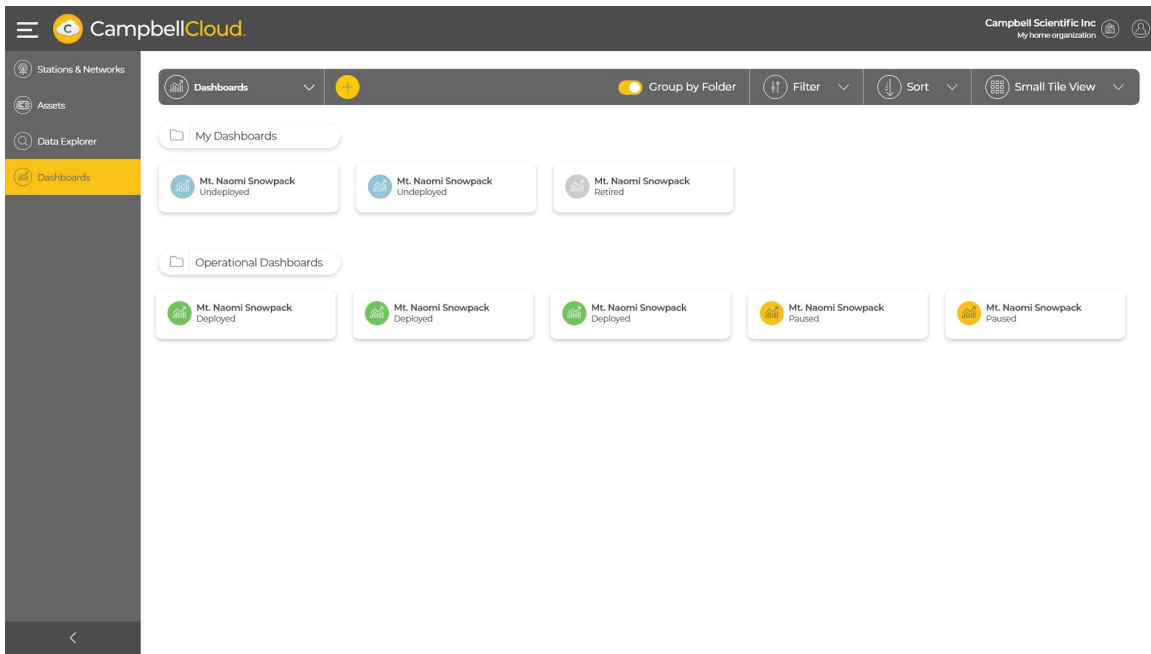 C CampbellCloud.
Campbell Scientific Inc
My home organization
Stations & Networks
Assets
Data Explorer
Dashboards
Dashboards
Group by Folder
Filter
Sort
Small Tile View
My Dashboards
Mt. Naomi Snowpack
Undeployed
Mt. Naomi Snowpack
Undeployed
Mt. Naomi Snowpack
Retired
Operational Dashboards
Mt. Naomi Snowpack
Deployed
Mt. Naomi Snowpack
Deployed
Mt. Naomi Snowpack
Deployed
Mt. Naomi Snowpack
Paused
Mt. Naomi Snowpack
Paused